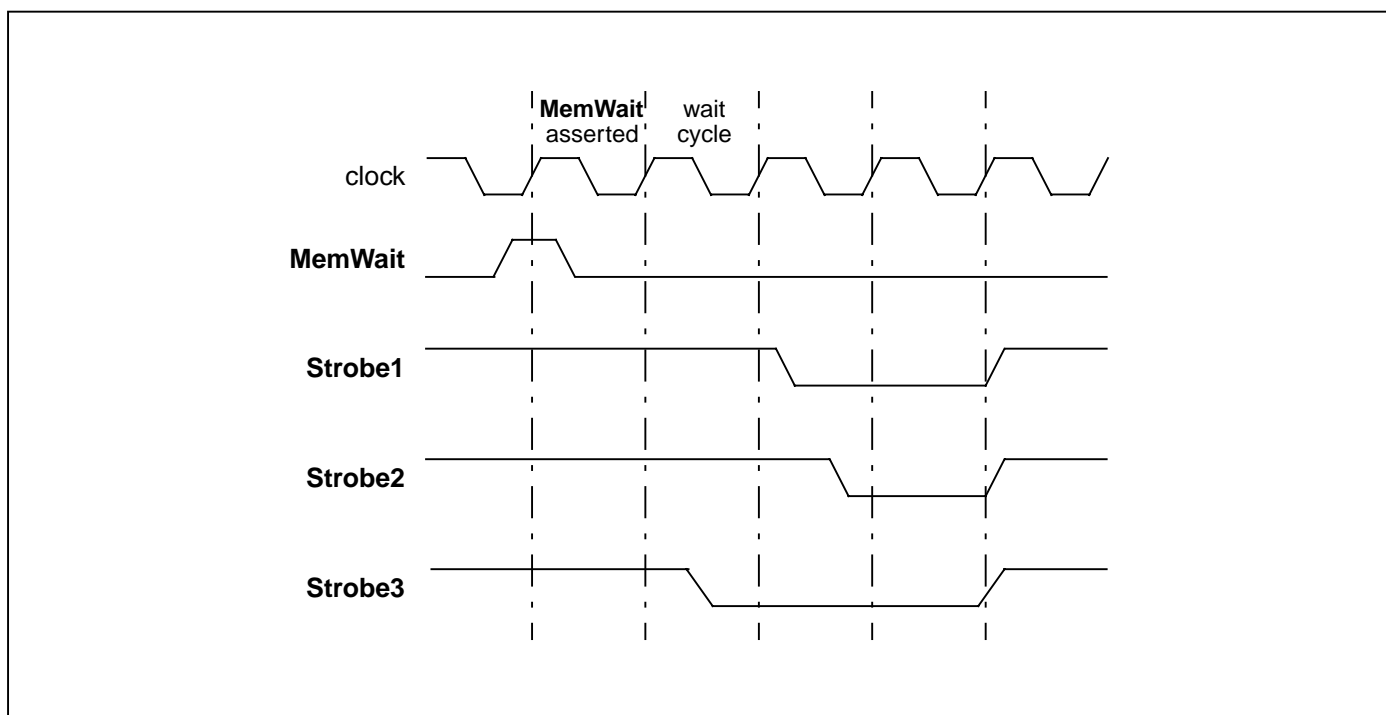 MemWait
asserted
wait
cycle
clock
MemWait
Strobe1
Strobe2
Strobe3